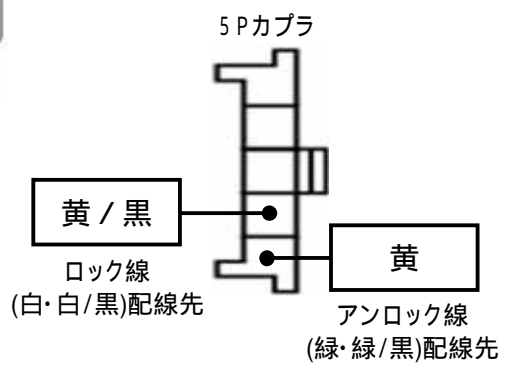 5Pカプラ
黄/黒
ロック線
(白・白/黒)配線先
黄
アンロック線
(緑・緑/黒)配線先